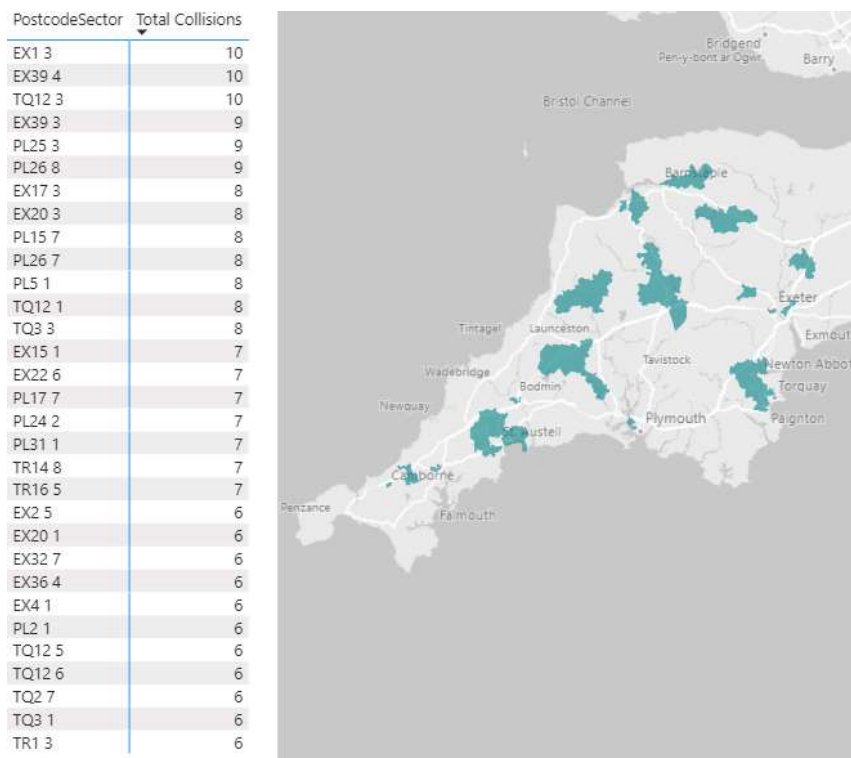 PostcodeSector Total Collisions
EX1 3 10
EX39 4 10
TQ12 3 10
EX39 3 9
PL25 3 9
PL26 8 9
EX17 3 8
EX20 3 8
PL15 7 8
PL26 7 8
PL5 1 8
TQ12 1 8
TQ3 3 8
EX15 1 7
EX22 6 7
PL17 7 7
PL24 2 7
PL31 1 7
TR14 8 7
TR16 5 7
EX2 5 6
EX20 1 6
EX32 7 6
EX36 4 6
EX4 1 6
PL2 1 6
TQ12 5 6
TQ12 6 6
TQ2 7 6
TQ3 1 6
TR1 3 6
Bridgend
Pen-y-bont ar Ogwr
Barry
Bristol Channel
Barnstaple
Exeter
Tintagel
Launceston
Exmout
Tavistock
Newton Abbot
Wadebridge
Bodmin
Torquay
Newquay
Plymouth
Paignton
St. Austell
Camborne
Penzance
Falmouth